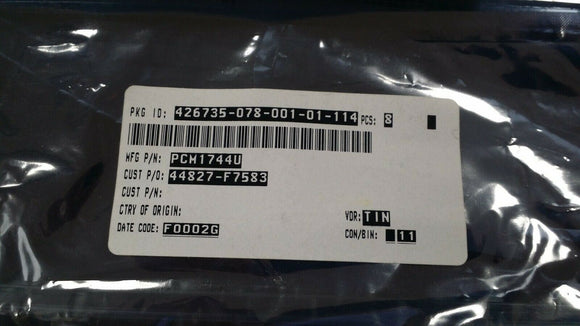 PKG ID: 426735-078-001-01-114 PCS: 8
MFG P/N: PCM1744U
CUST P/O: 44827-F7583
CUST P/N:
CTRY OF ORIGIN: VDR: TIN
DATE CODE: F0002G CON/BIN: 11